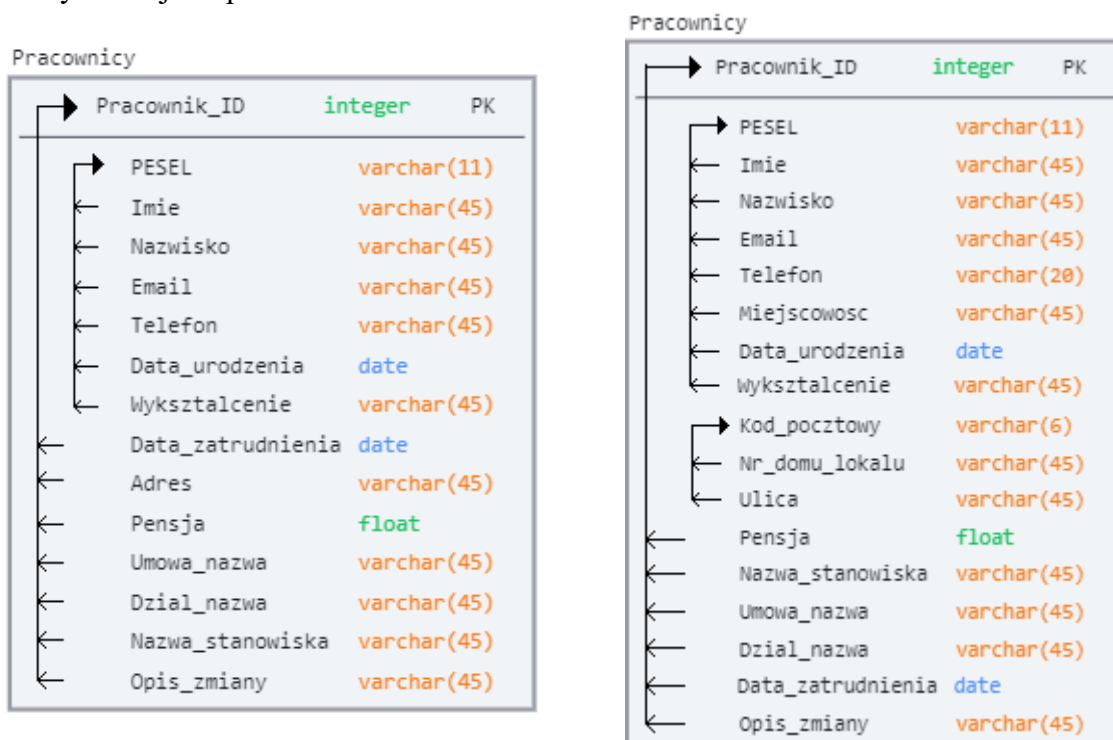 Pracownicy
Pracownik_ID integer PK
PESEL varchar(11)
Imie varchar(45)
Nazwisko varchar(45)
Email varchar(45)
Telefon varchar(45)
Data_urodzenia date
Wyksztalcenie varchar(45)
Data_zatrudnienia date
Adres varchar(45)
Pensja float
Umowa_nazwa varchar(45)
Dzial_nazwa varchar(45)
Nazwa_stanowiska varchar(45)
Opis_zmiany varchar(45)
Pracownicy
Pracownik_ID integer PK
PESEL varchar(11)
Imie varchar(45)
Nazwisko varchar(45)
Email varchar(45)
Telefon varchar(20)
Miejscowosc varchar(45)
Data_urodzenia date
Wyksztalcenie varchar(45)
Kod_pocztowy varchar(6)
Nr_domu_lokalu varchar(45)
Ulica varchar(45)
Pensja float
Nazwa_stanowiska varchar(45)
Umowa_nazwa varchar(45)
Dzial_nazwa varchar(45)
Data_zatrudnienia date
Opis_zmiany varchar(45)